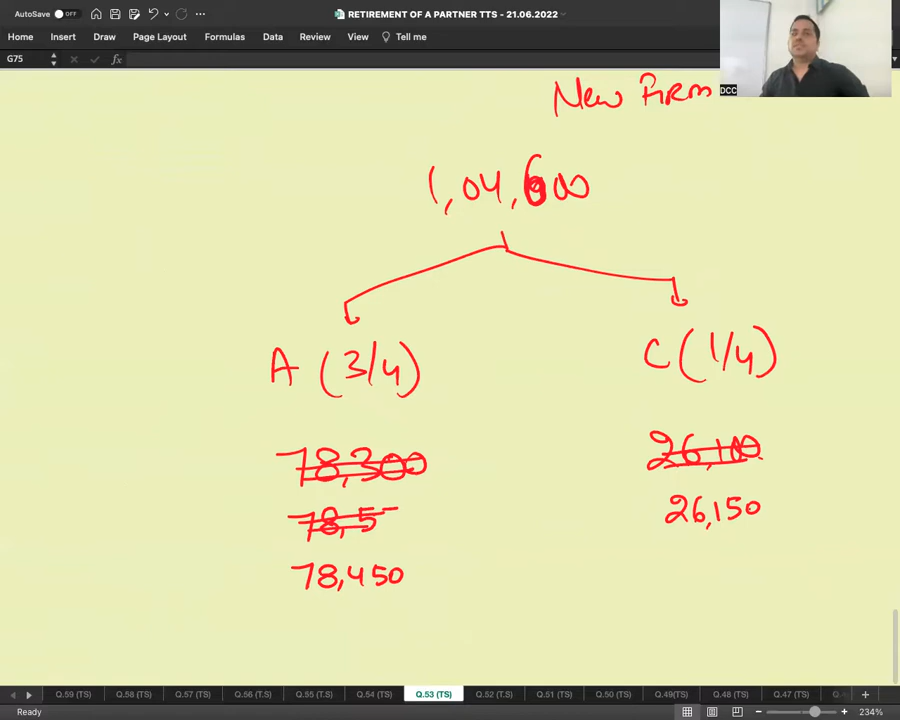 AutoSave OFF RETIREMENT OF A PARTNER TTS - 21.06.2022
Home Insert Draw Page Layout Formulas Data Review View Tell me
G75 fx
DCC
New Firm
1,04,600
A (3/4) C (1/4)
78,300 26,100
78,5 26,150
78,450
Q.59 (TS) Q.58 (TS) Q.57 (TS) Q.56 (T.S) Q.55 (T.S) Q.54 (TS) Q.53 (TS) Q.52 (T.S) Q.51 (TS) Q.50 (TS) Q.49(TS) Q.48 (TS) Q.47 (TS)
234%